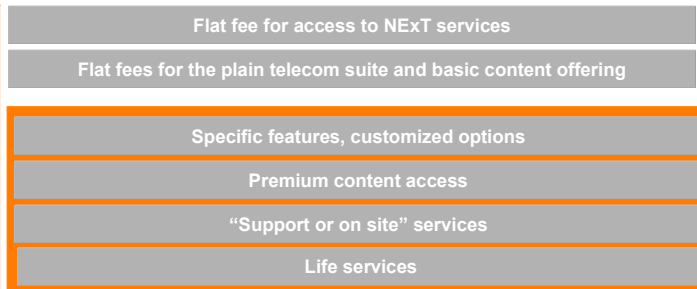 Flat fee for access to NExT services
Flat fees for the plain telecom suite and basic content offering
Specific features, customized options
Premium content access
“Support or on site” services
Life services